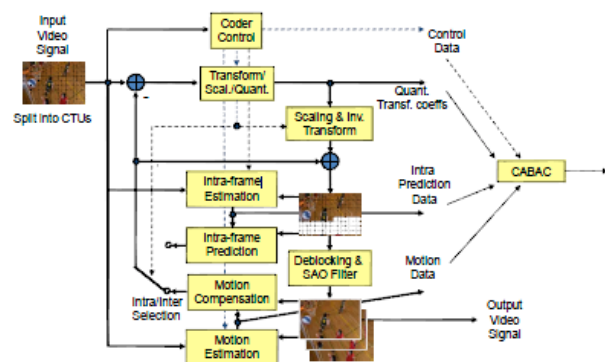 Input
Video
Signal
Split into CTUs
Coder
Control
Control
Data
Transform/
Scal./Quant.
-
Quant.
Transf. coeffs
Scaling & Inv.
Transform
Intra-frame
Estimation
Intra
Prediction
Data
CABAC
Intra-frame
Prediction
Deblocking &
SAO Filter
Motion
Data
Motion
Compensation
Intra/Inter
Selection
Output
Video
Signal
Motion
Estimation